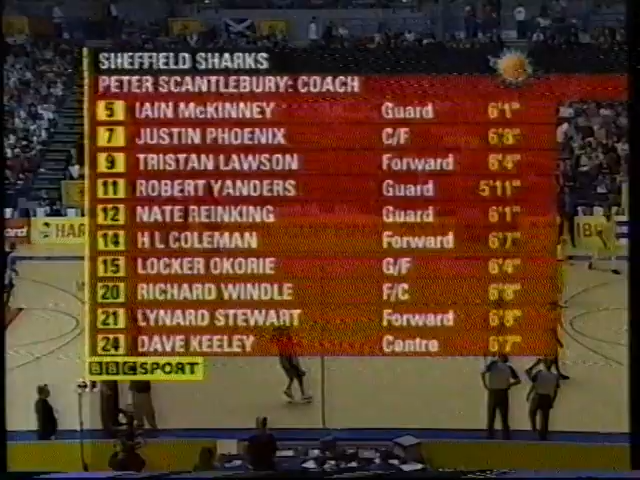 SHEFFIELD SHARKS
PETER SCANTLEBURY: COACH
5 IAIN McKINNEY Guard 6'1"
7 JUSTIN PHOENIX C/F 6'8"
9 TRISTAN LAWSON Forward 6'4"
11 ROBERT YANDERS Guard 5'11"
12 NATE REINKING Guard 6'1"
14 H L COLEMAN Forward 6'7"
15 LOCKER OKORIE G/F 6'4"
20 RICHARD WINDLE F/C 6'8"
21 LYNARD STEWART Forward 6'8"
24 DAVE KEELEY Centre 6'7"
BBC SPORT
HAR